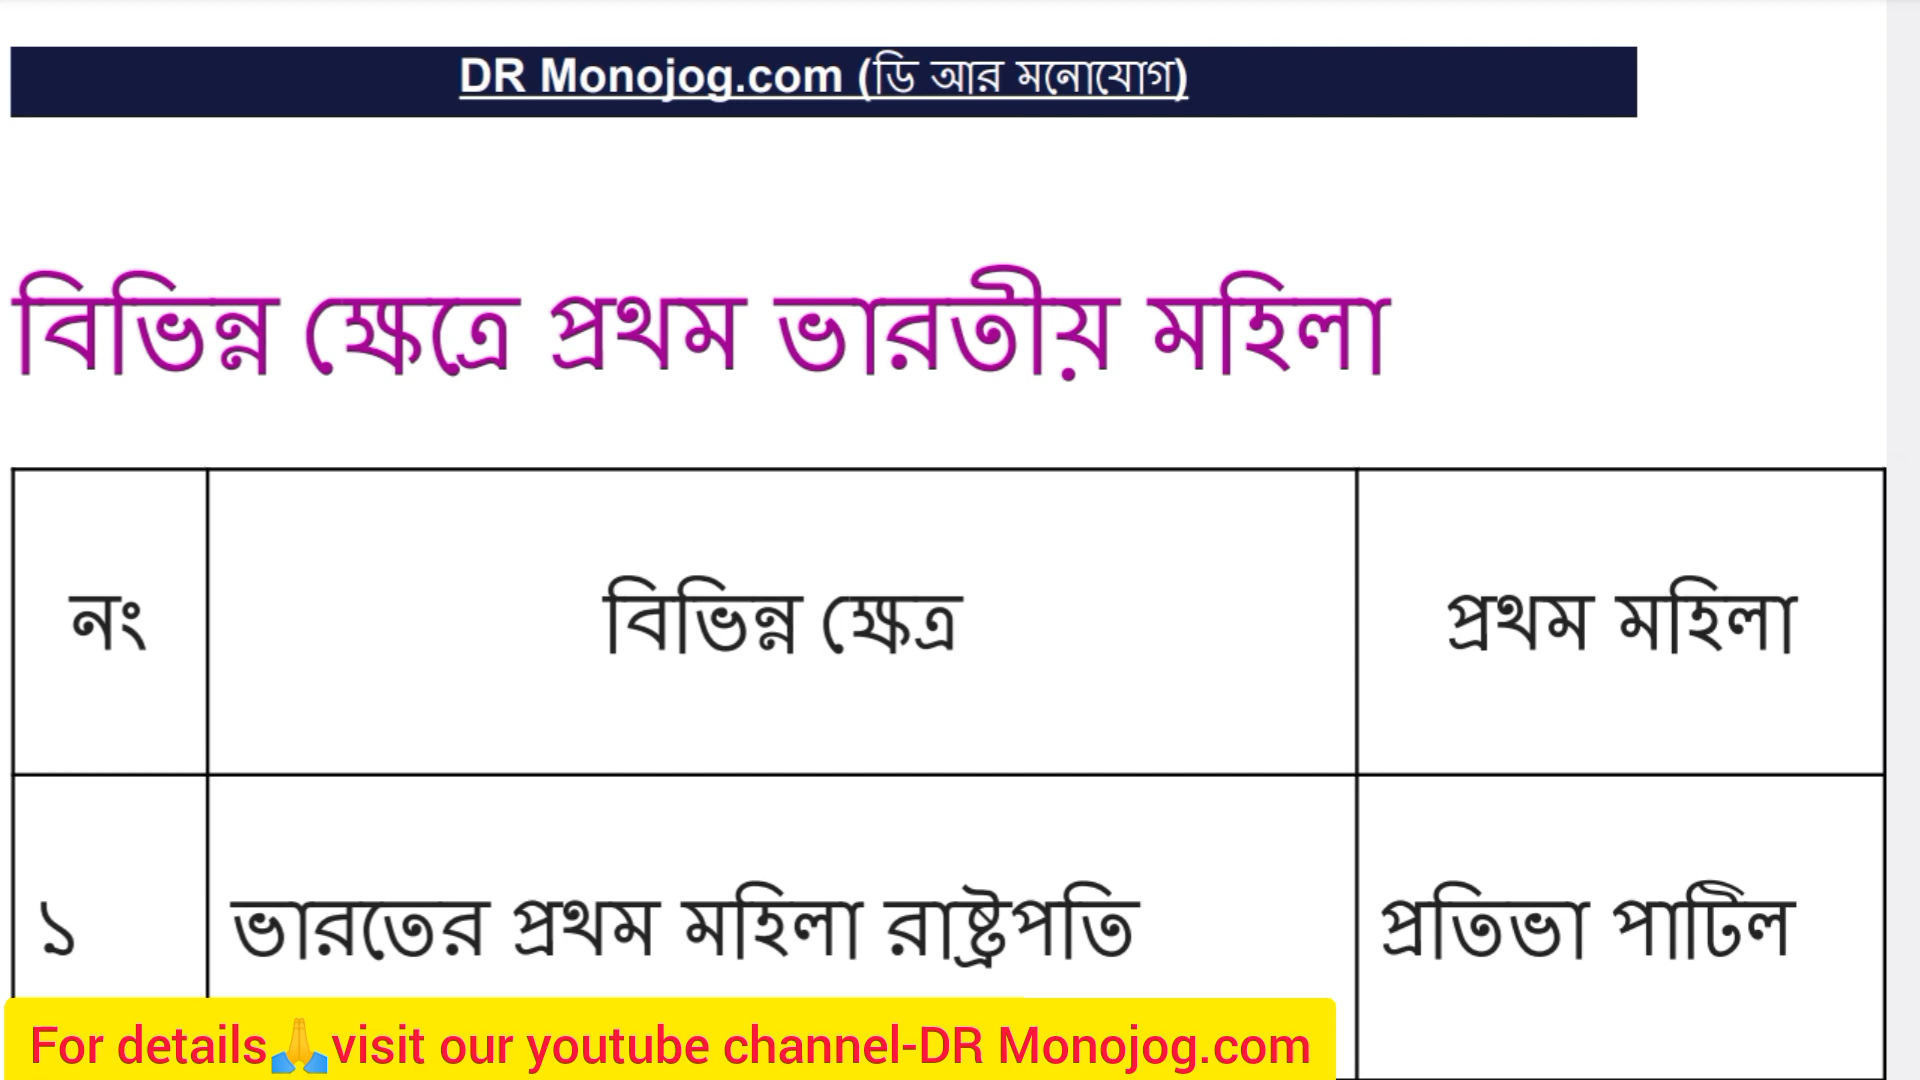 DR Monojog.com (ডি আর মনোযোগ)
বিভিন্ন ক্ষেত্রে প্রথম ভারতীয় মহিলা
নং বিভিন্ন ক্ষেত্র প্রথম মহিলা
১ ভারতের প্রথম মহিলা রাষ্ট্রপতি প্রতিভা পাটিল
For details🙏visit our youtube channel-DR Monojog.com